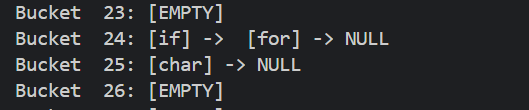 Bucket  23: [EMPTY]
Bucket  24: [if] ->  [for] -> NULL
Bucket  25: [char] -> NULL
Bucket  26: [EMPTY]